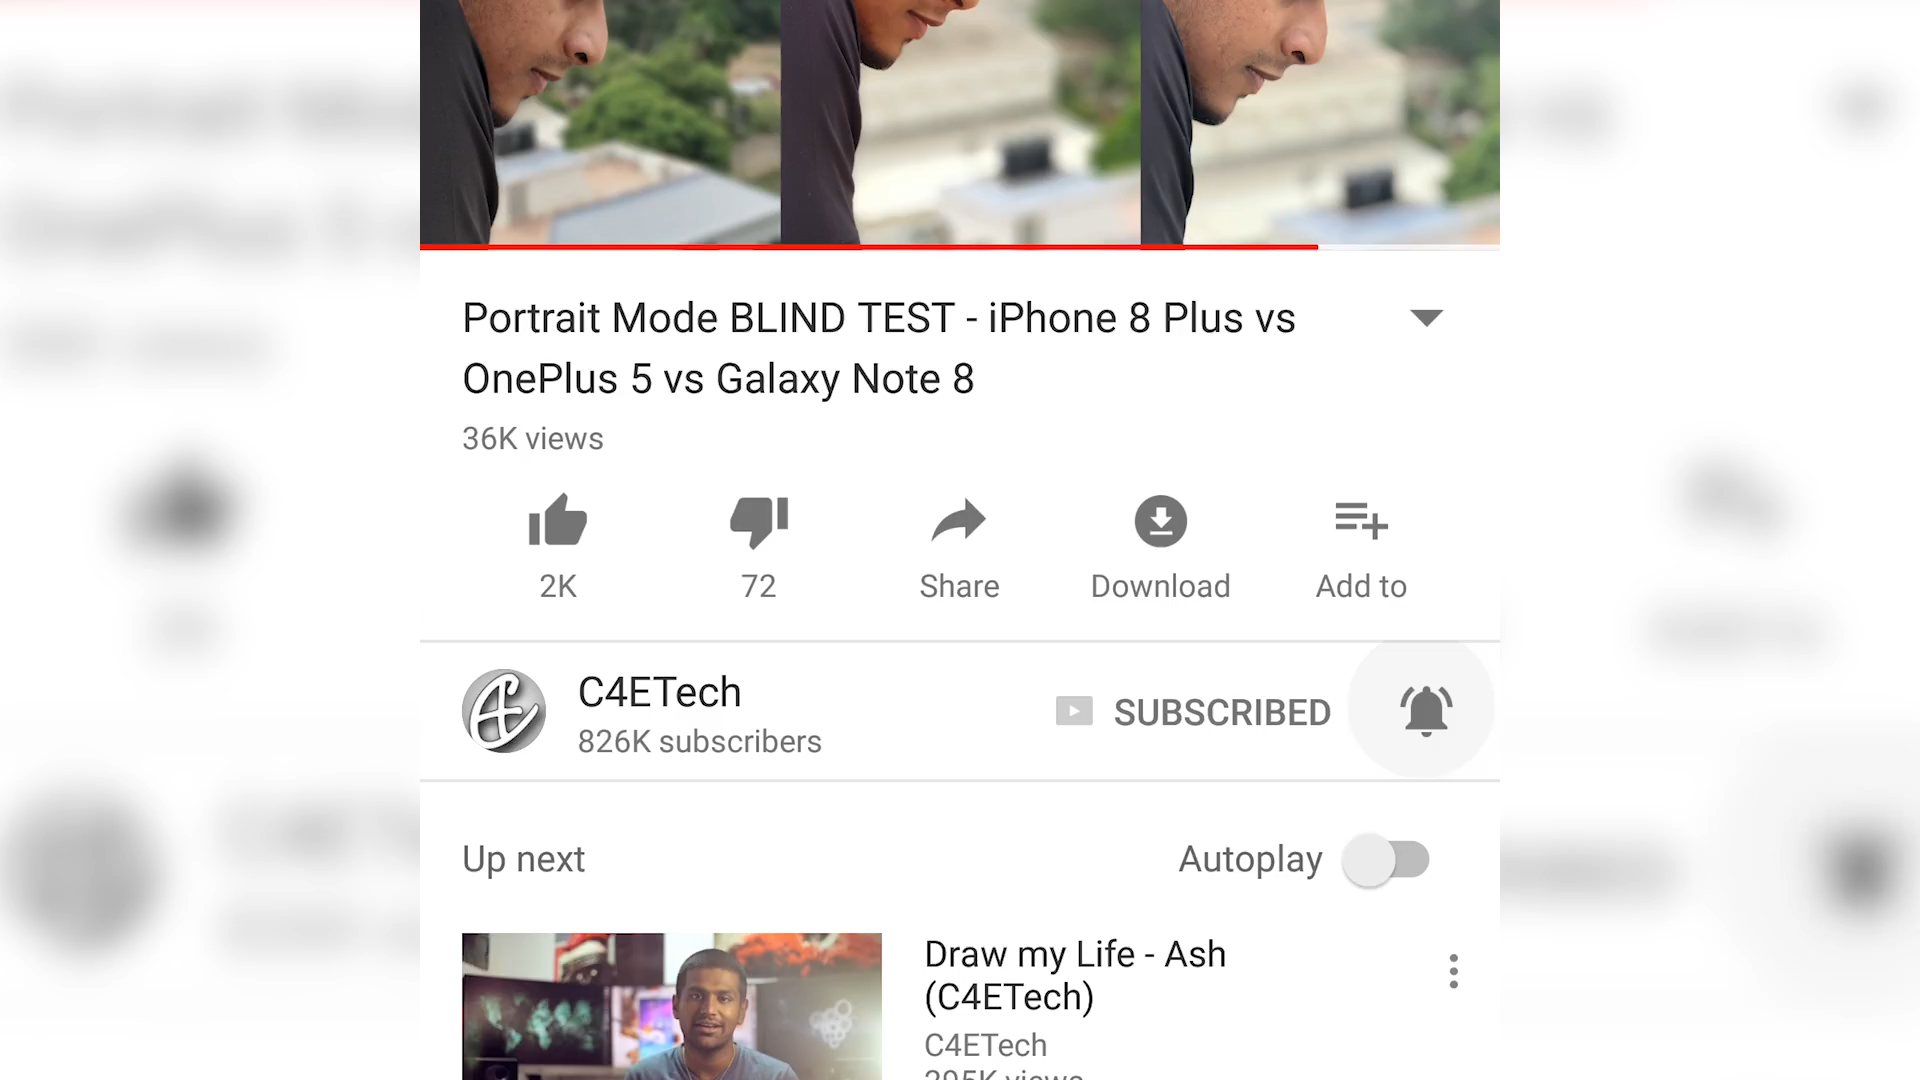 Portrait Mode BLIND TEST - iPhone 8 Plus vs
OnePlus 5 vs Galaxy Note 8
36K views
2K
72
Share
Download
Add to
C4ETech
826K subscribers
SUBSCRIBED
Up next
Autoplay
Draw my Life - Ash
(C4ETech)
C4ETech